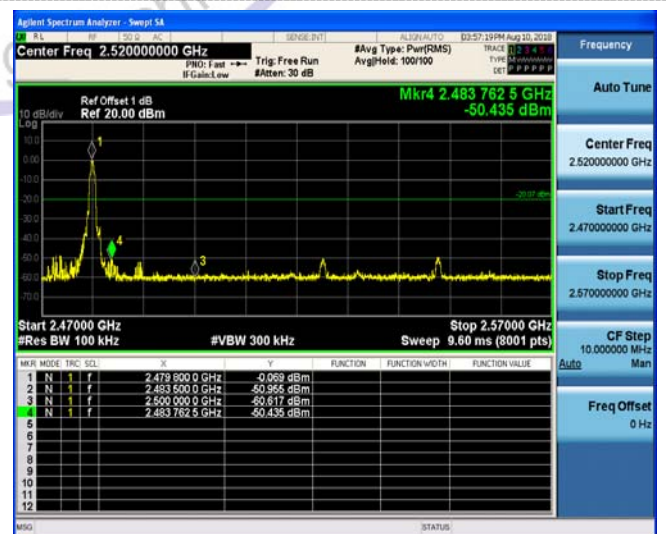 Agilent Spectrum Analyzer - Swept SA
RL RF 50 Ω AC SENSE:INT ALIGN AUTO 03:57:19 PM Aug 10, 2018
Center Freq 2.520000000 GHz
PNO: Fast Trig: Free Run
IFGain:Low #Atten: 30 dB
#Avg Type: Pwr(RMS)
Avg|Hold: 100/100
TRACE 1 2 3 4 5 6
TYPE M
DET P P P P P P
Frequency
Ref Offset 1 dB
10 dB/div Ref 20.00 dBm
Log
Mkr4 2.483 762 5 GHz
-50.435 dBm
10.0
0.00
-10.0
-20.0
-30.0
-40.0
-50.0
-60.0
-70.0
1
4
3
-20.07 dBm
Start 2.47000 GHz Stop 2.57000 GHz
#Res BW 100 kHz #VBW 300 kHz Sweep 9.60 ms (8001 pts)
MKR MODE TRC SCL X Y FUNCTION FUNCTION WIDTH FUNCTION VALUE
1 N 1 f 2.479 800 0 GHz -0.069 dBm
2 N 1 f 2.483 500 0 GHz -50.955 dBm
3 N 1 f 2.500 000 0 GHz -60.617 dBm
4 N 1 f 2.483 762 5 GHz -50.435 dBm
5
6
7
8
9
10
11
12
MSG STATUS
Auto Tune
Center Freq
2.520000000 GHz
Start Freq
2.470000000 GHz
Stop Freq
2.570000000 GHz
CF Step
10.000000 MHz
Auto Man
Freq Offset
0 Hz